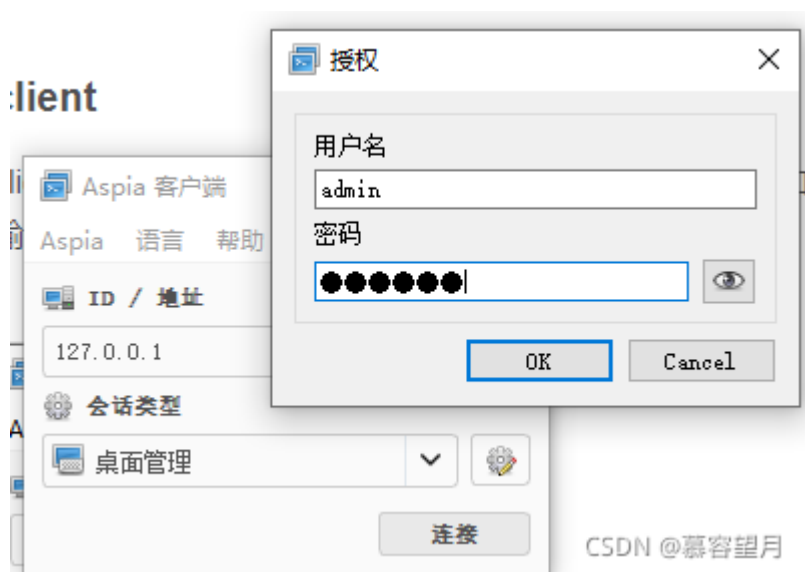 授权
client
用户名
Aspia 客户端
admin
Aspia 语言 帮助
密码
●●●●●●
ID / 地址
127.0.0.1
OK
Cancel
会话类型
桌面管理
连接
CSDN @慕容望月